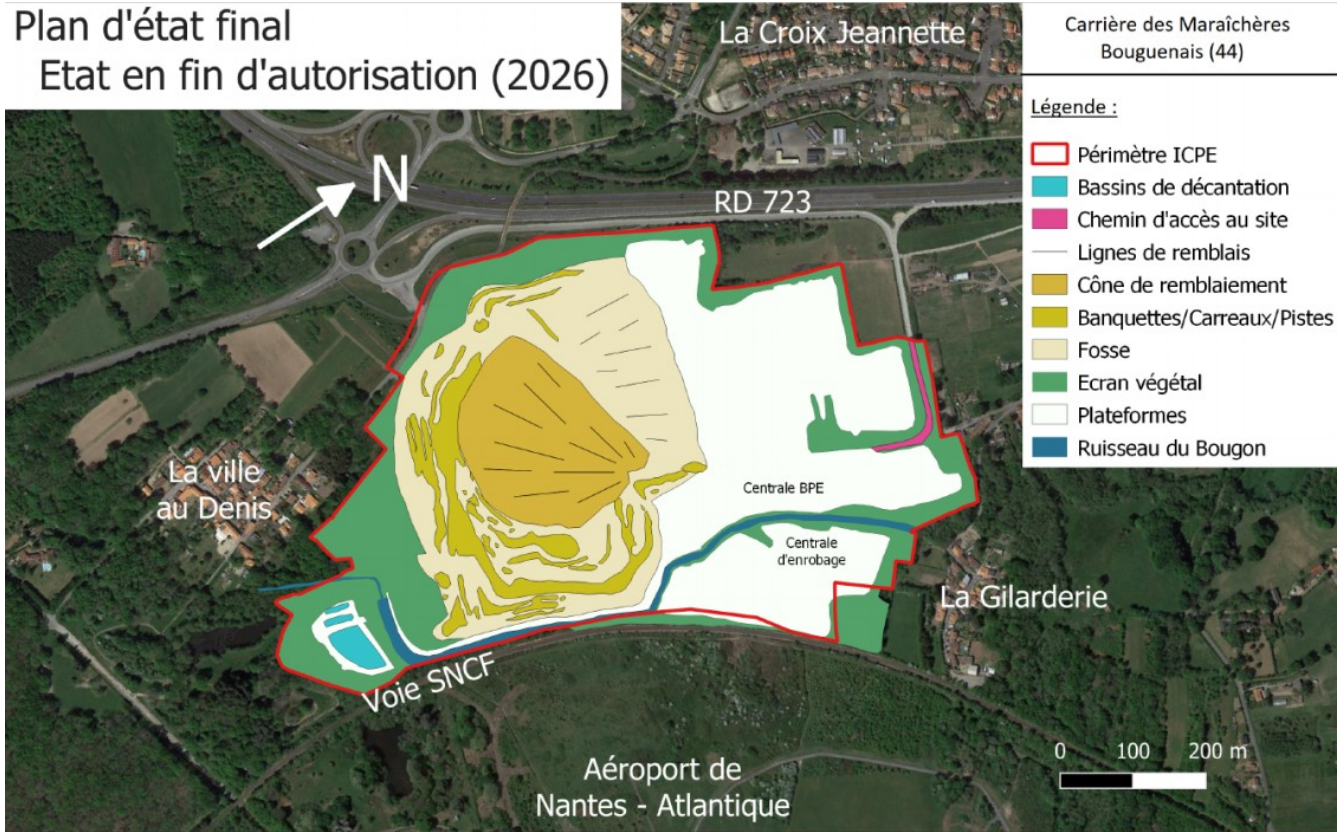 Plan d'état final
Etat en fin d'autorisation (2026)
La Croix Jeannette
Carrière des Maraîchères
Bouguenais (44)
Légende :
Périmètre ICPE
Bassins de décantation
Chemin d'accès au site
Lignes de remblais
Cône de remblaiement
Banquettes/Carreaux/Pistes
Fosse
Ecran végétal
Plateformes
Ruisseau du Bougon
N
RD 723
La ville
au Denis
Centrale BPE
Centrale
d'enrobage
La Gilarderie
Voie SNCF
Aéroport de
Nantes - Atlantique
0 100 200 m